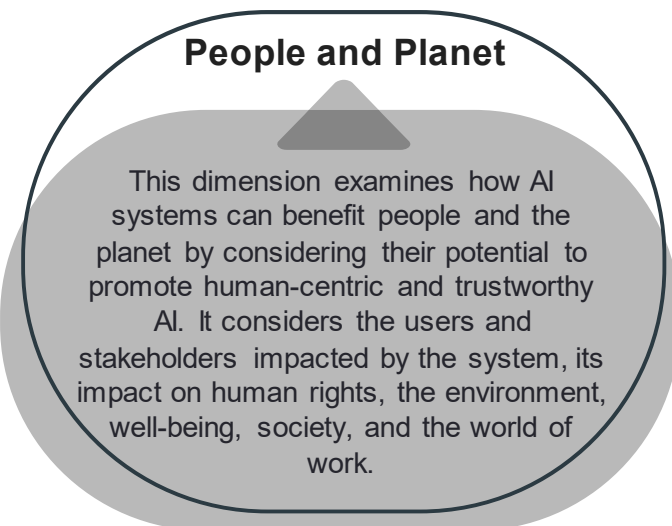 People and Planet
This dimension examines how AI
systems can benefit people and the
planet by considering their potential to
promote human-centric and trustworthy
AI. It considers the users and
stakeholders impacted by the system, its
impact on human rights, the environment,
well-being, society, and the world of
work.